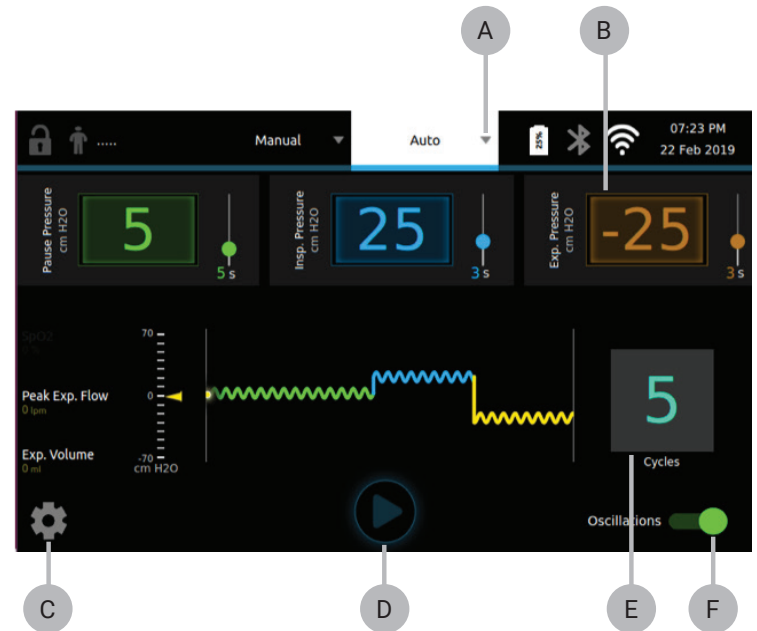 A
B
.....
Manual
Auto
25%
07:23 PM
22 Feb 2019
Pause Pressure
cm H2O
5
5 s
Insp. Pressure
cm H2O
25
3 s
Exp. Pressure
cm H2O
-25
3 s
SpO2
0 %
70
Peak Exp. Flow
0 lpm
0
Exp. Volume
0 ml
-70
cm H2O
5
Cycles
Oscillations
C
D
E
F